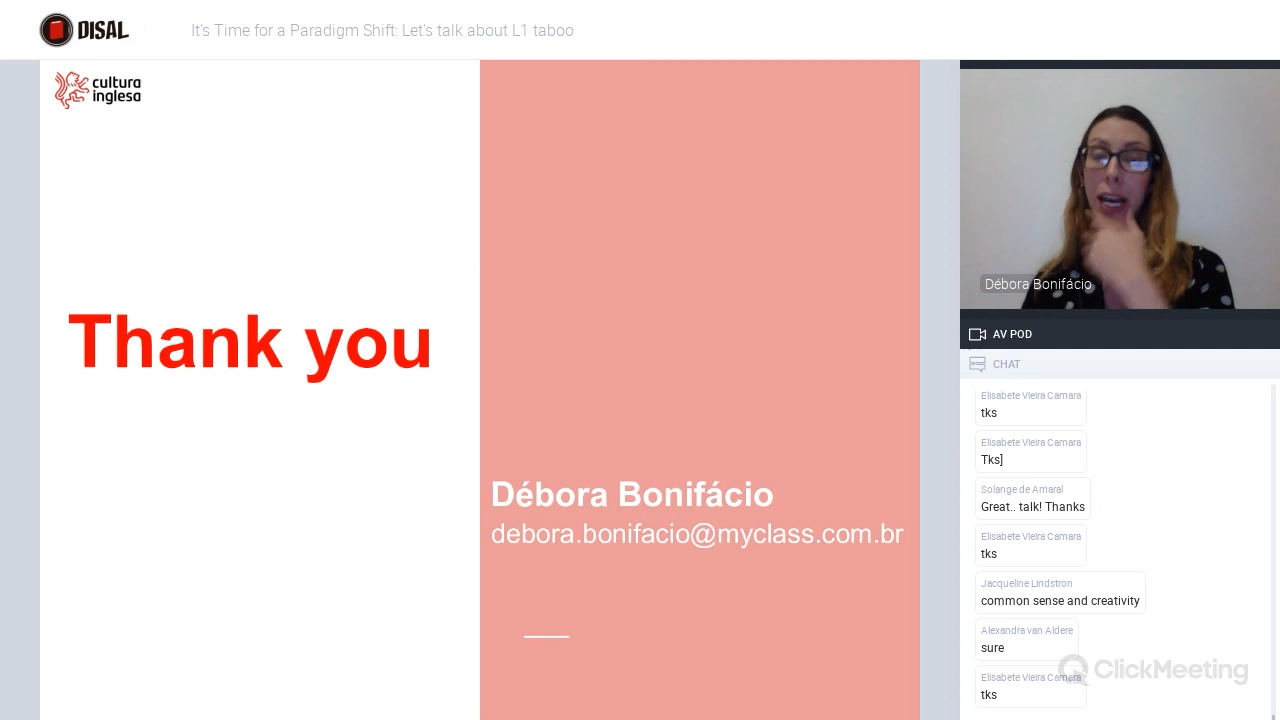 DISAL
It's Time for a Paradigm Shift: Let's talk about L1 taboo
cultura
inglesa
Thank you
Débora Bonifácio
debora.bonifacio@myclass.com.br
Débora Bonifácio
AV POD
CHAT
Elisabete Vieira Camara
tks
Elisabete Vieira Camara
Tks]
Solange de Amaral
Great.. talk! Thanks
Elisabete Vieira Camara
tks
Jacqueline Lindstron
common sense and creativity
Alexandra van Aldere
sure
Elisabete Vieira Camara
tks
ClickMeeting